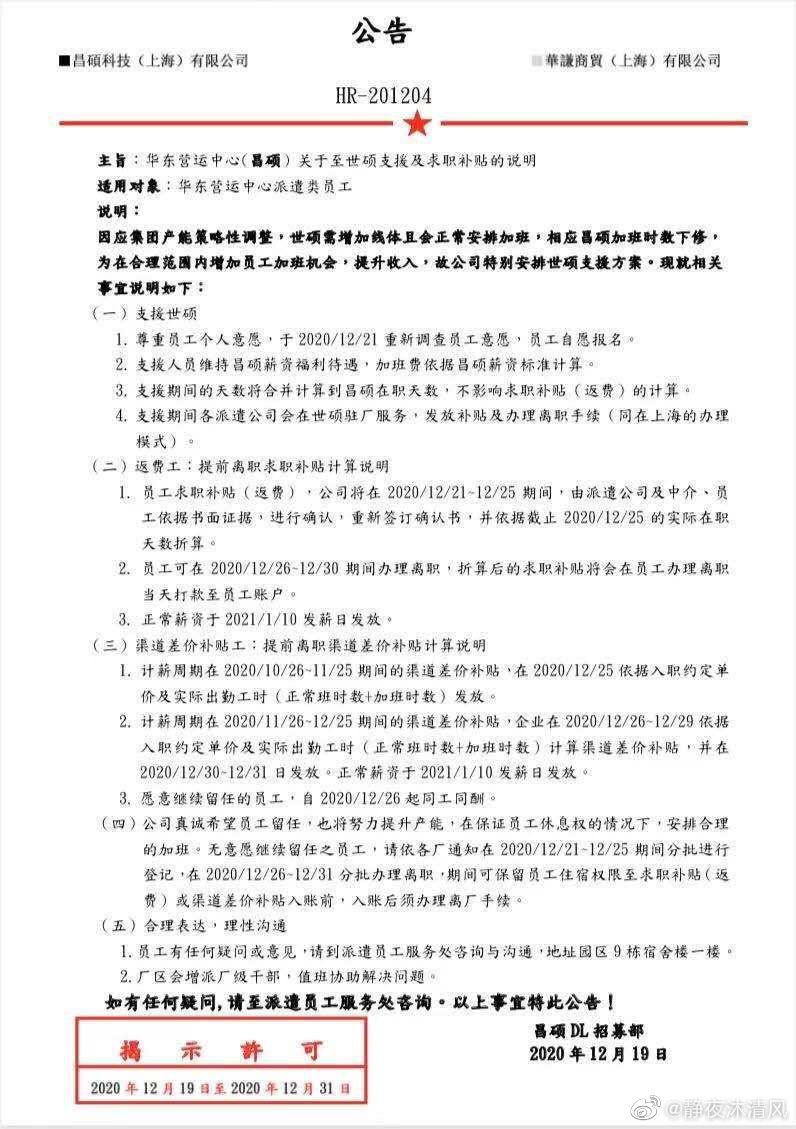 公告
■昌碩科技（上海）有限公司
■華謙商貿（上海）有限公司
HR-201204
主旨：华东营运中心(昌硕）关于至世硕支援及求职补贴的说明
适用对象：华东营运中心派遣类员工
说明：
因应集团产能策略性调整，世硕需增加线体且会正常安排加班，相应昌硕加班时数下修，
为在合理范围内增加员工加班机会，提升收入，故公司特别安排世硕支援方案。现就相关
事宜说明如下：
（一）支援世硕
1. 尊重员工个人意愿，于 2020/12/21 重新调查员工意愿，员工自愿报名。
2. 支援人员维持昌硕薪资福利待遇，加班费依据昌硕薪资标准计算。
3. 支援期间的天数将合并计算到昌硕在职天数，不影响求职补贴（返费）的计算。
4. 支援期间各派遣公司会在世硕驻厂服务，发放补贴及办理离职手续（同在上海的办理
模式）。
（二）返费工：提前离职求职补贴计算说明
1. 员工求职补贴（返费），公司将在 2020/12/21~12/25 期间，由派遣公司及中介、员
工依据书面证据，进行确认，重新签订确认书，并依据截止 2020/12/25 的实际在职
天数折算。
2. 员工可在 2020/12/26~12/30 期间办理离职，折算后的求职补贴将会在员工办理离职
当天打款至员工账户。
3. 正常薪资于 2021/1/10 发薪日发放。
（三）渠道差价补贴工：提前离职渠道差价补贴计算说明
1. 计薪周期在 2020/10/26~11/25 期间的渠道差价补贴，在 2020/12/25 依据入职约定单
价及实际出勤工时（正常班时数+加班时数）发放。
2. 计薪周期在 2020/11/26~12/25 期间的渠道差价补贴，企业在 2020/12/26~12/29 依据
入职约定单价及实际出勤工时（正常班时数+加班时数）计算渠道差价补贴，并在
2020/12/30~12/31 日发放。正常薪资于 2021/1/10 发薪日发放。
3. 愿意继续留任的员工，自 2020/12/26 起同工同酬。
（四）公司真诚希望员工留任，也将努力提升产能，在保证员工休息权的情况下，安排合理
的加班。无意愿继续留任之员工，请依各厂通知在 2020/12/21~12/25 期间分批进行
登记，在 2020/12/26~12/31 分批办理离职，期间可保留员工住宿权限至求职补贴（返
费）或渠道差价补贴入账前，入账后须办理离厂手续。
（五）合理表达，理性沟通
1.员工有任何疑问或意见，请到派遣员工服务处咨询与沟通，地址园区 9 栋宿舍楼一楼。
2.厂区会增派厂级干部，值班协助解决问题。
如有任何疑问,请至派遣员工服务处咨询。以上事宜特此公告！
昌硕 DL 招募部
2020 年 12 月 19 日
揭示許可
2020 年 12 月 19 日至 2020 年 12 月 31 日
@静夜沐清风